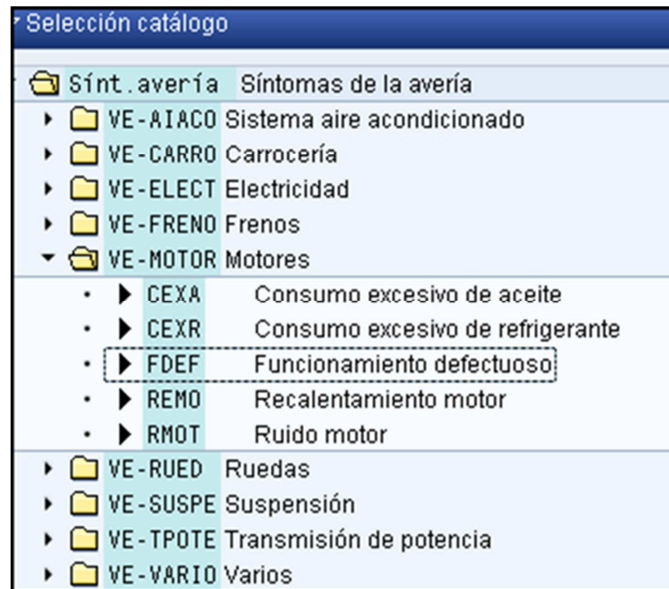 Selección catálogo
Sínt.avería Síntomas de la avería
VE-AIACO Sistema aire acondicionado
VE-CARRO Carrocería
VE-ELECT Electricidad
VE-FRENO Frenos
VE-MOTOR Motores
CEXA Consumo excesivo de aceite
CEXR Consumo excesivo de refrigerante
FDEF Funcionamiento defectuoso
REMO Recalentamiento motor
RMOT Ruido motor
VE-RUED Ruedas
VE-SUSPE Suspensión
VE-TPOTE Transmisión de potencia
VE-VARIO Varios